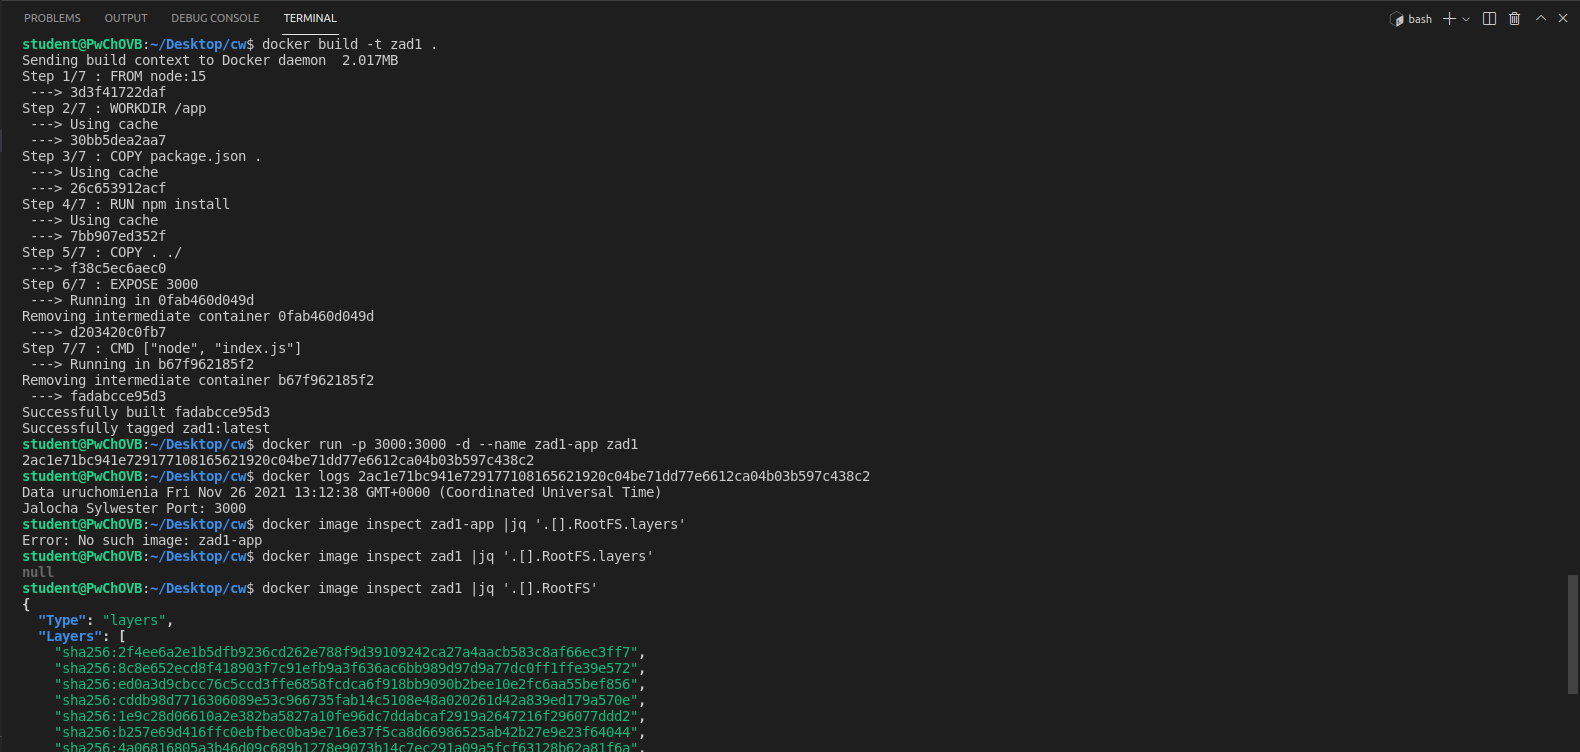 PROBLEMS OUTPUT DEBUG CONSOLE TERMINAL bash
student@PwChOVB:~/Desktop/cw$ docker build -t zad1 .
Sending build context to Docker daemon  2.017MB
Step 1/7 : FROM node:15
 ---> 3d3f41722daf
Step 2/7 : WORKDIR /app
 ---> Using cache
 ---> 30bb5dea2aa7
Step 3/7 : COPY package.json .
 ---> Using cache
 ---> 26c653912acf
Step 4/7 : RUN npm install
 ---> Using cache
 ---> 7bb907ed352f
Step 5/7 : COPY . ./
 ---> f38c5ec6aec0
Step 6/7 : EXPOSE 3000
 ---> Running in 0fab460d049d
Removing intermediate container 0fab460d049d
 ---> d203420c0fb7
Step 7/7 : CMD ["node", "index.js"]
 ---> Running in b67f962185f2
Removing intermediate container b67f962185f2
 ---> fadabcce95d3
Successfully built fadabcce95d3
Successfully tagged zad1:latest
student@PwChOVB:~/Desktop/cw$ docker run -p 3000:3000 -d --name zad1-app zad1
2ac1e71bc941e729177108165621920c04be71dd77e6612ca04b03b597c438c2
student@PwChOVB:~/Desktop/cw$ docker logs 2ac1e71bc941e729177108165621920c04be71dd77e6612ca04b03b597c438c2
Data uruchomienia Fri Nov 26 2021 13:12:38 GMT+0000 (Coordinated Universal Time)
Jalocha Sylwester Port: 3000
student@PwChOVB:~/Desktop/cw$ docker image inspect zad1-app |jq '.[].RootFS.layers'
Error: No such image: zad1-app
student@PwChOVB:~/Desktop/cw$ docker image inspect zad1 |jq '.[].RootFS.layers'
null
student@PwChOVB:~/Desktop/cw$ docker image inspect zad1 |jq '.[].RootFS'
{
  "Type": "layers",
  "Layers": [
    "sha256:2f4ee6a2e1b5dfb9236cd262e788f9d39109242ca27a4aacb583c8af66ec3ff7",
    "sha256:8c8e652ecd8f418903f7c91efb9a3f636ac6bb989d97d9a77dc0ff1ffe39e572",
    "sha256:ed0a3d9cbcc76c5ccd3ffe6858fcdca6f918bb9090b2bee10e2fc6aa55bef856",
    "sha256:cddb98d7716306089e53c966735fab14c5108e48a020261d42a839ed179a570e",
    "sha256:1e9c28d06610a2e382ba5827a10fe96dc7ddabcaf2919a2647216f296077ddd2",
    "sha256:b257e69d416ffc0ebfbec0ba9e716e37f5ca8d66986525ab42b27e9e23f64044",
    "sha256:4a06816805a3b46d09c689b1278e9073b14c7ec291a09a5fcf63128b62a81f6a",